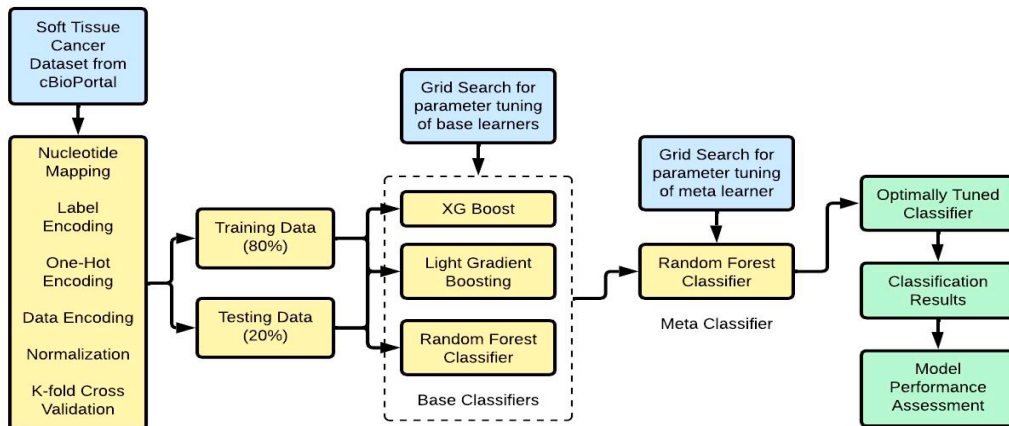 Soft Tissue
Cancer
Dataset from
cBioPortal
Nucleotide
Mapping
Label
Encoding
One-Hot
Encoding
Data Encoding
Normalization
K-fold Cross
Validation
Training Data
(80%)
Testing Data
(20%)
Grid Search for
parameter tuning
of base learners
XG Boost
Light Gradient
Boosting
Random Forest
Classifier
Base Classifiers
Grid Search for
parameter tuning
of meta learner
Random Forest
Classifier
Meta Classifier
Optimally Tuned
Classifier
Classification
Results
Model
Performance
Assessment